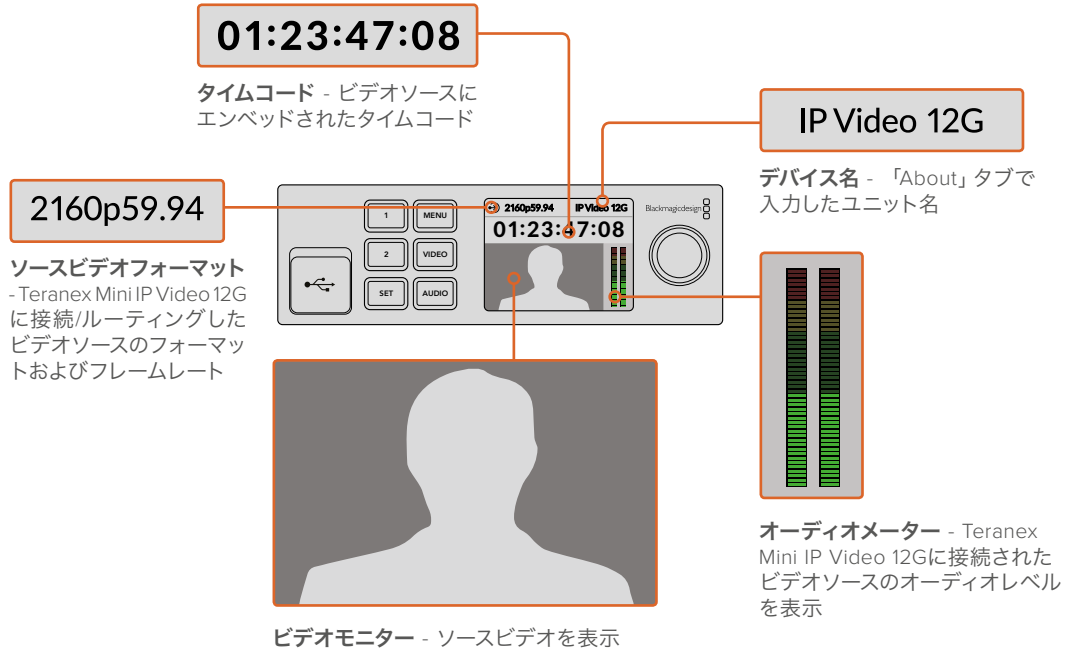 01:23:47:08
タイムコード - ビデオソースに
エンベッドされたタイムコード
IP Video 12G
デバイス名 - 「About」タブで
入力したユニット名
2160p59.94
ソースビデオフォーマット
- Teranex Mini IP Video 12G
に接続/ルーティングした
ビデオソースのフォーマッ
トおよびフレームレート
1
MENU
2
VIDEO
SET
AUDIO
2160p59.94
IP Video 12G
01:23:47:08
Blackmagicdesign
オーディオメーター - Teranex
Mini IP Video 12Gに接続された
ビデオソースのオーディオレベル
を表示
ビデオモニター - ソースビデオを表示